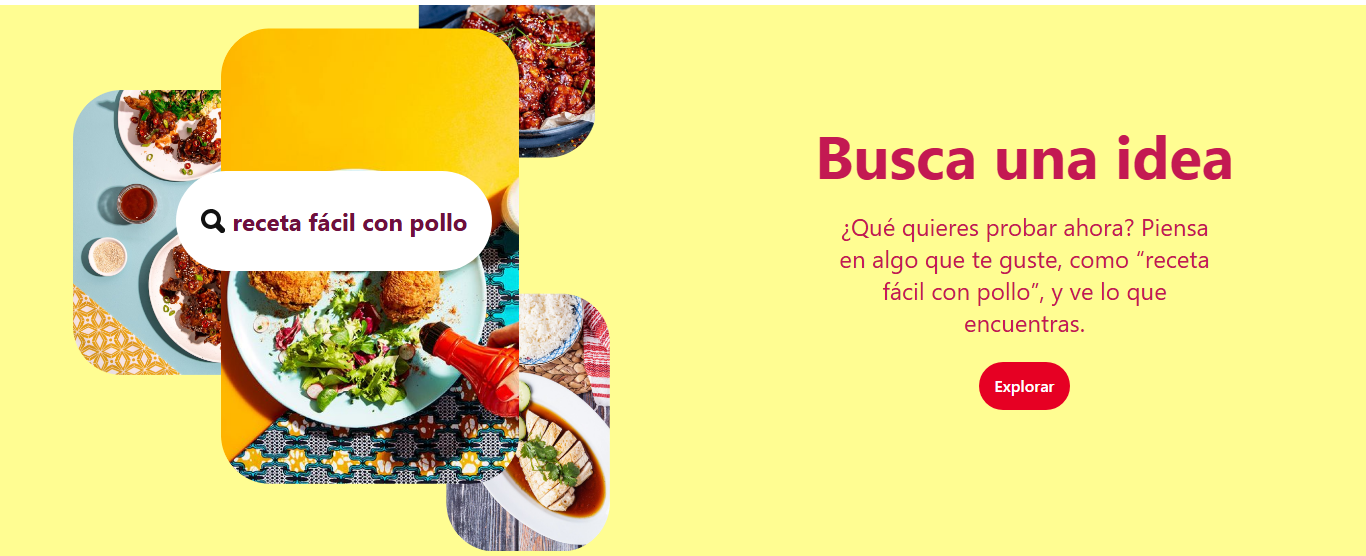 receta fácil con pollo
Busca una idea
¿Qué quieres probar ahora? Piensa
en algo que te guste, como “receta
fácil con pollo”, y ve lo que
encuentras.
Explorar